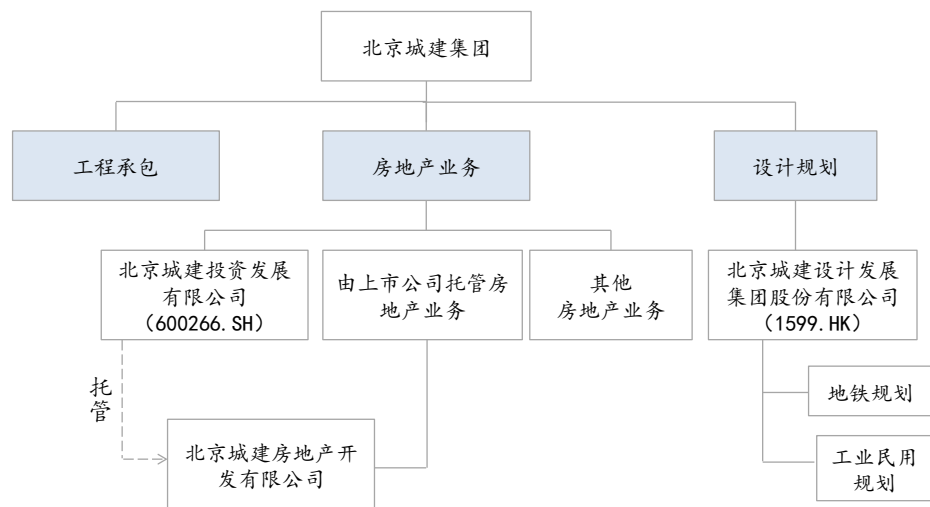 北京城建集团
工程承包
房地产业务
设计规划
北京城建投资发展
有限公司
（600266.SH）
由上市公司托管房
地产业务
其他
房地产业务
北京城建设计发展
集团股份有限公司
（1599.HK）
托
管
地铁规划
北京城建房地产开
发有限公司
工业民用
规划